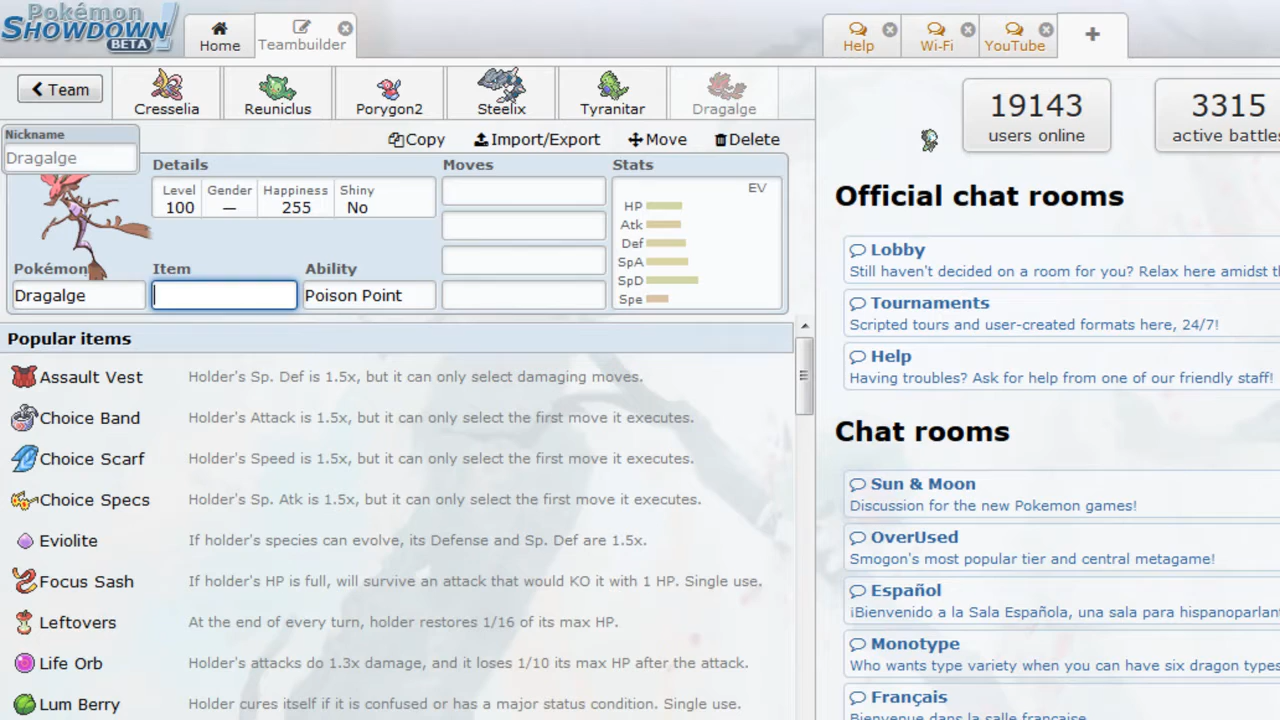 Pokémon
SHOWDOWN
BETA
Home
Teambuilder
Help
Wi-Fi
YouTube
+
Team
Cresselia
Reuniclus
Porygon2
Steelix
Tyranitar
Dragalge
Nickname
Dragalge
Copy
Import/Export
Move
Delete
Details
Moves
Stats
Level
Gender
Happiness
Shiny
100
—
255
No
EV
HP
Atk
Def
SpA
SpD
Spe
Pokémon
Item
Ability
Dragalge
Poison Point
Popular items
Assault Vest Holder's Sp. Def is 1.5x, but it can only select damaging moves.
Choice Band Holder's Attack is 1.5x, but it can only select the first move it executes.
Choice Scarf Holder's Speed is 1.5x, but it can only select the first move it executes.
Choice Specs Holder's Sp. Atk is 1.5x, but it can only select the first move it executes.
Eviolite If holder's species can evolve, its Defense and Sp. Def are 1.5x.
Focus Sash If holder's HP is full, will survive an attack that would KO it with 1 HP. Single use.
Leftovers At the end of every turn, holder restores 1/16 of its max HP.
Life Orb Holder's attacks do 1.3x damage, and it loses 1/10 its max HP after the attack.
Lum Berry Holder cures itself if it is confused or has a major status condition. Single use.
19143
users online
3315
active battles
Official chat rooms
Lobby
Still haven't decided on a room for you? Relax here amidst th
Tournaments
Scripted tours and user-created formats here, 24/7!
Help
Having troubles? Ask for help from one of our friendly staff!
Chat rooms
Sun & Moon
Discussion for the new Pokemon games!
OverUsed
Smogon's most popular tier and central metagame!
Español
¡Bienvenido a la Sala Española, una sala para hispanoparlan
Monotype
Who wants type variety when you can have six dragon types
Français
Bienvenue dans la salle française